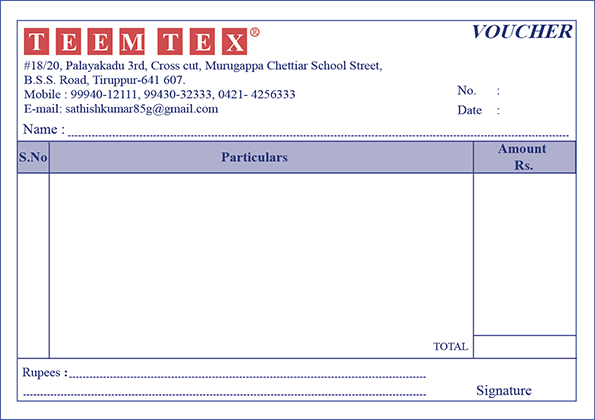 TEEM TEX®
VOUCHER
#18/20, Palayakadu 3rd, Cross cut, Murugappa Chettiar School Street,
B.S.S. Road, Tiruppur-641 607.
Mobile : 99940-12111, 99430-32333, 0421- 4256333
E-mail: sathishkumar85g@gmail.com
No. :
Date :
Name :
S.No Particulars Amount
Rs.
TOTAL
Rupees :
Signature